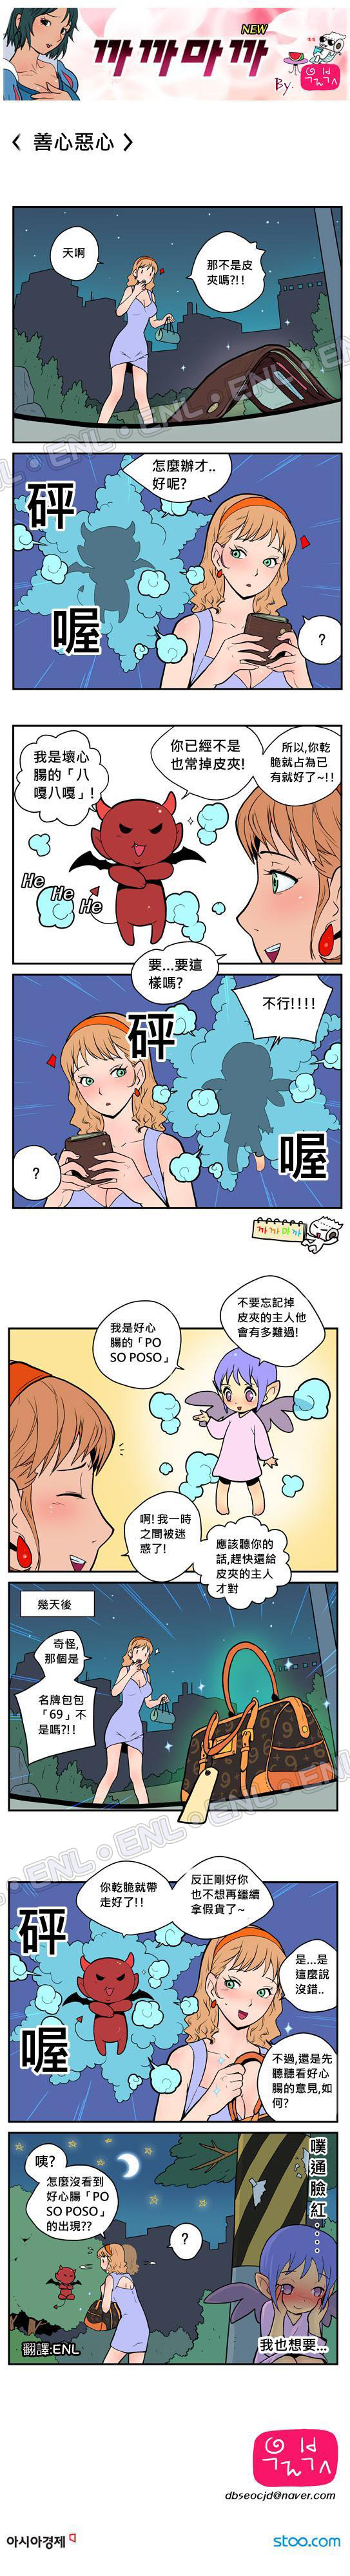 NEW
까까마까
By.
〈 善心惡心 〉
天啊
那不是皮
夾嗎?!!
怎麼辦才..
好呢?
砰
喔
?
我是壞心
腸的「八
嘎八嘎」!
你已經不是
也常掉皮夾!
所以,你乾
脆就占為已
有就好了~!!
He
He
He
要...要這
樣嗎?
砰
不行!!!!
喔
?
까까마까
我是好心
腸的「PO
SO POSO」
不要忘記掉
皮夾的主人他
會有多難過!
啊! 我一時
之間被迷
惑了!
應該聽你的
話,趕快還給
皮夾的主人
才對
幾天後
奇怪,
那個是
名牌包包
「69」不
是嗎?!!
砰
喔
你乾脆就帶
走好了!!
反正剛好你
也不想再繼續
拿假貨了~
是...是
這麼說
沒錯..
不過,還是先
聽聽看好心
腸的意見,如
何?
咦?
怎麼沒看到
好心腸「PO
SO POSO」
的出現??
?
噗通臉紅......
我也想要...
翻譯:ENL
ENL
dbseocjd@naver.com
아시아경제
stoo.com